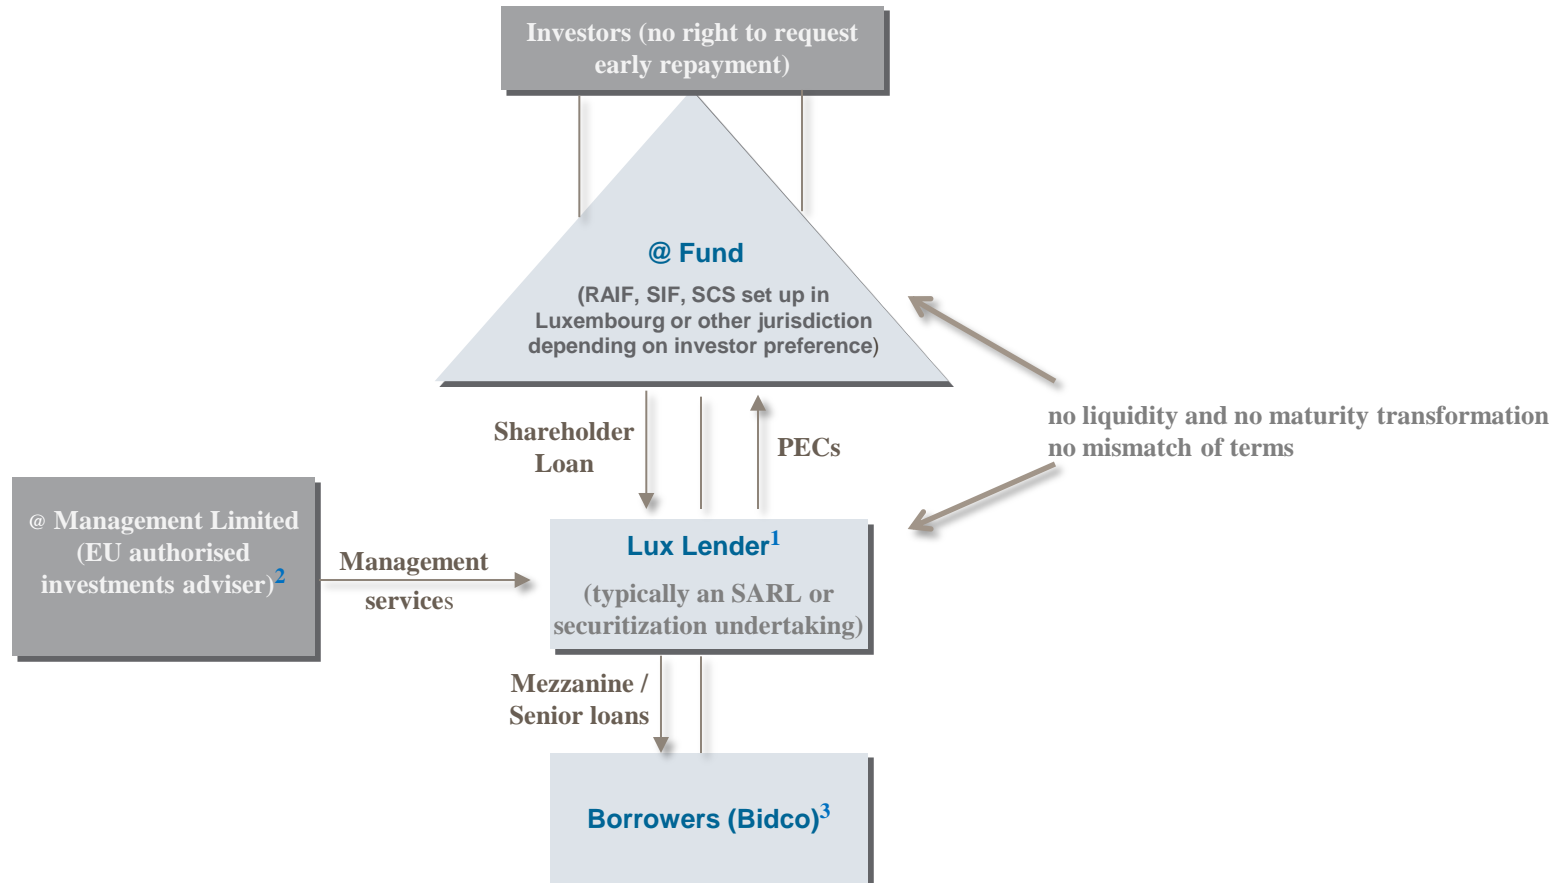 Investors (no right to request
early repayment)
@ Fund
(RAIF, SIF, SCS set up in
Luxembourg or other jurisdiction
depending on investor preference)
no liquidity and no maturity transformation
no mismatch of terms
Shareholder
Loan
PECs
@ Management Limited
(EU authorised
investments adviser)2
Management
services
Lux Lender1
(typically an SARL or
securitization undertaking)
Mezzanine /
Senior loans
Borrowers (Bidco)3